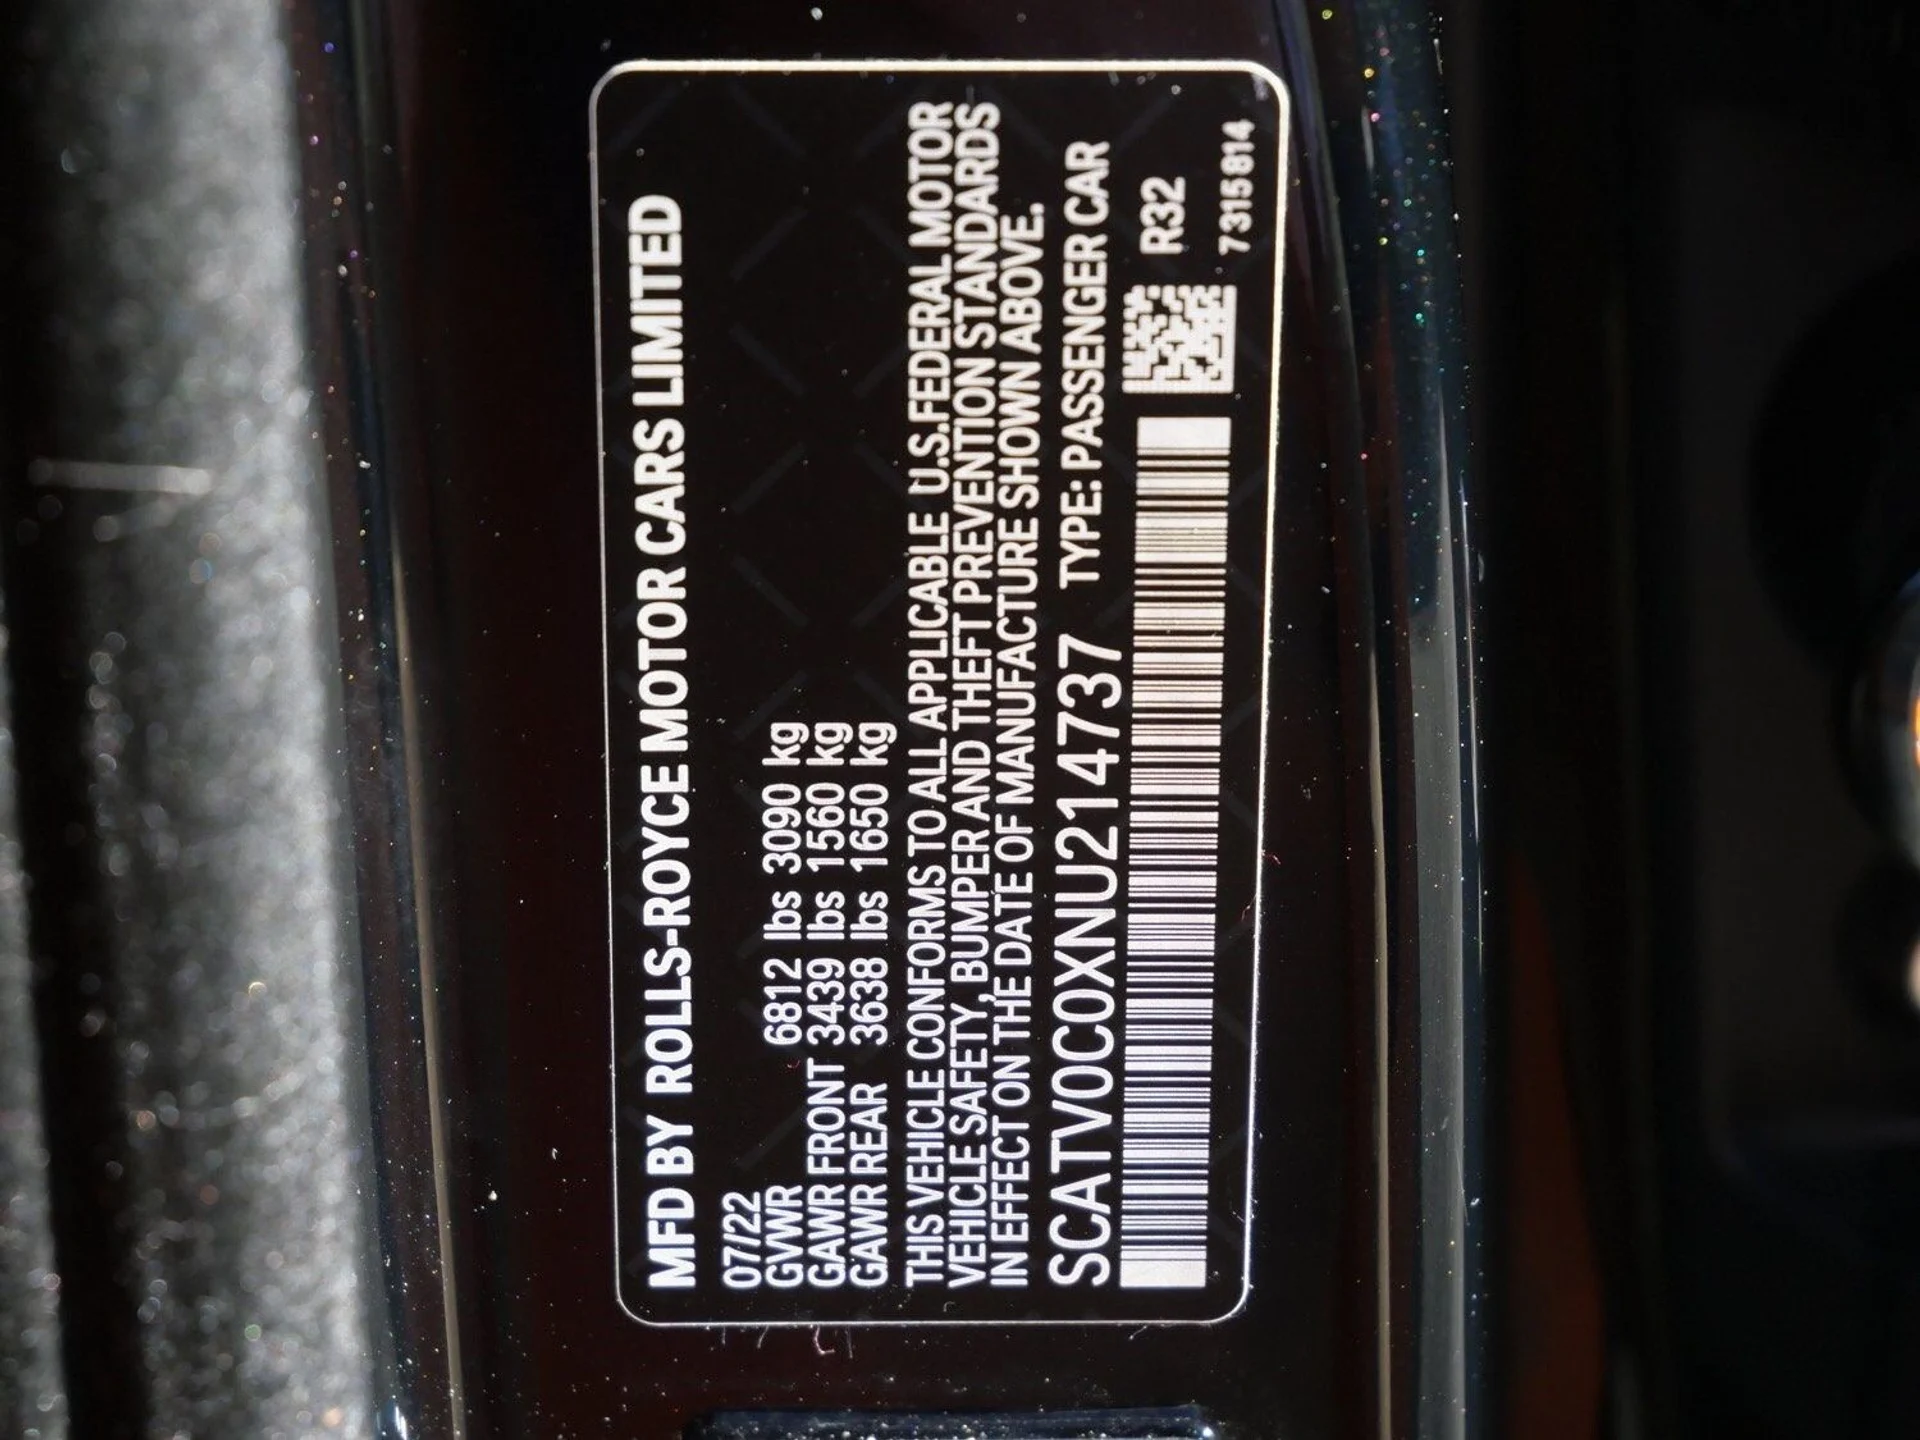 MFD BY ROLLS-ROYCE MOTOR CARS LIMITED
07/22
GVWR 6812 lbs 3090 kg
GAWR FRONT 3439 lbs 1560 kg
GAWR REAR 3638 lbs 1650 kg
THIS VEHICLE CONFORMS TO ALL APPLICABLE U.S.FEDERAL MOTOR
VEHICLE SAFETY, BUMPER AND THEFT PREVENTION STANDARDS
IN EFFECT ON THE DATE OF MANUFACTURE SHOWN ABOVE.
SCATV0C0XNU214737 TYPE: PASSENGER CAR
R32
7315814